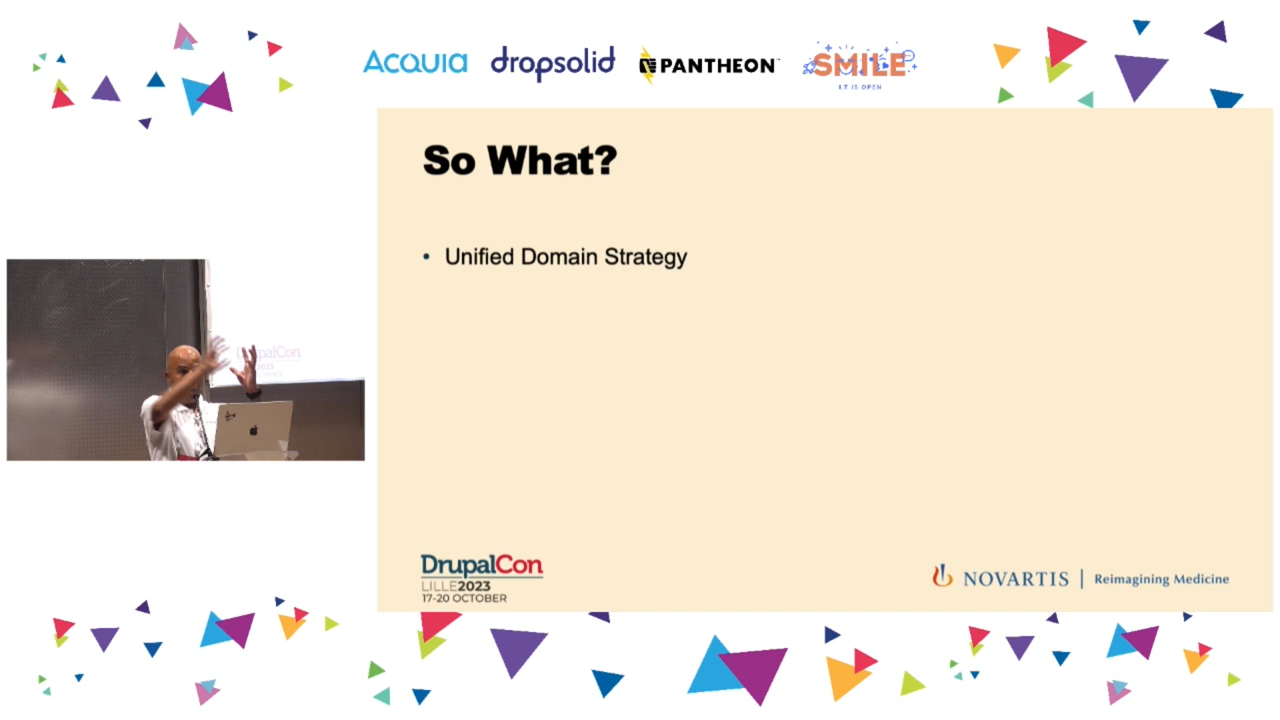 ACQUIA dropsolid PANTHEON SMILE
I.T IS OPEN
So What?
• Unified Domain Strategy
DrupalCon
LILLE2023
17-20 OCTOBER
NOVARTIS | Reimagining Medicine